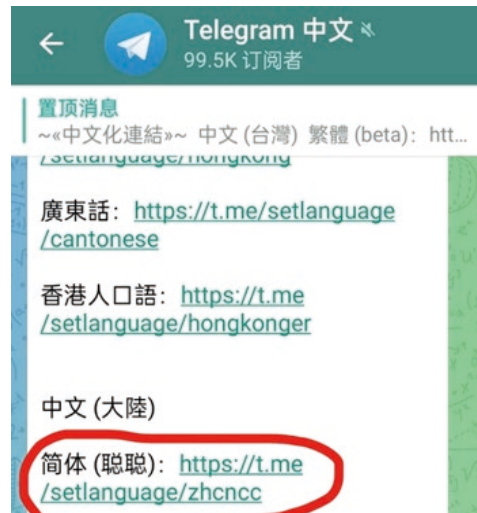 Telegram 中文
99.5K 订阅者
置顶消息
~«中文化連結»~ 中文 (台灣) 繁體 (beta)： htt...
/setlanguage/hongkong
廣東話： https://t.me/setlanguage
/cantonese
香港人口語： https://t.me
/setlanguage/hongkonger
中文 (大陸)
简体 (聪聪)： https://t.me
/setlanguage/zhcncc